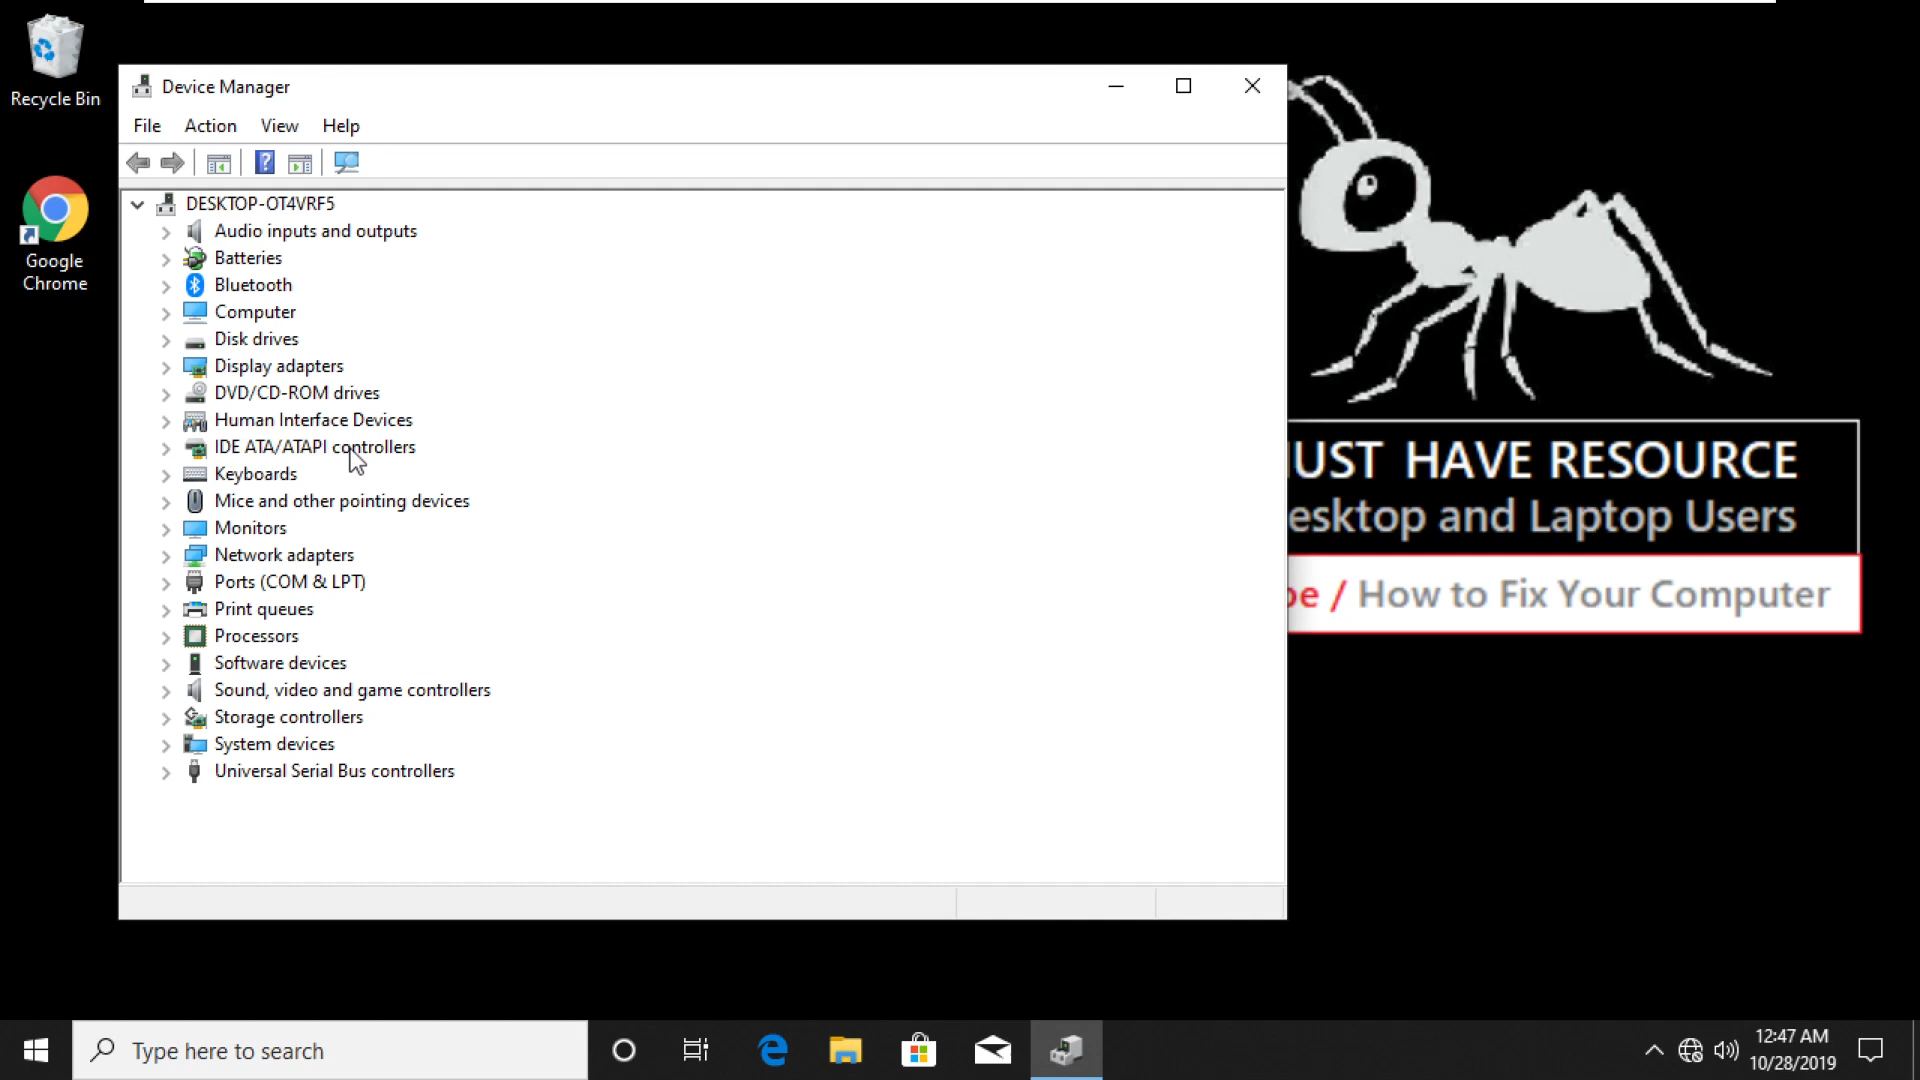 Recycle Bin
Google
Chrome
Device Manager
File Action View Help
DESKTOP-OT4VRF5
Audio inputs and outputs
Batteries
Bluetooth
Computer
Disk drives
Display adapters
DVD/CD-ROM drives
Human Interface Devices
IDE ATA/ATAPI controllers
Keyboards
Mice and other pointing devices
Monitors
Network adapters
Ports (COM & LPT)
Print queues
Processors
Software devices
Sound, video and game controllers
Storage controllers
System devices
Universal Serial Bus controllers
UST HAVE RESOURCE
esktop and Laptop Users
be / How to Fix Your Computer
Type here to search
12:47 AM
10/28/2019